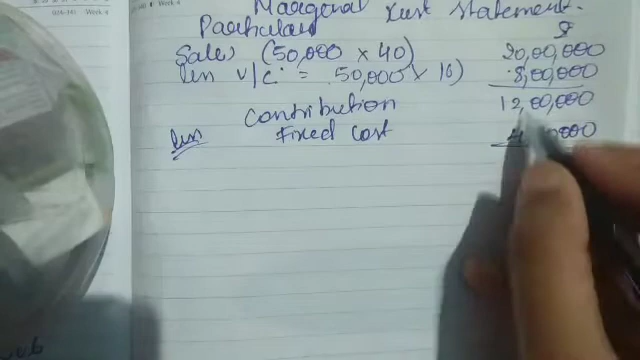 Marginal Cost Statement.
Particulars ₹
Sales (50,000 x 40) 20,00,000
less v/c = 50,000 x 16) 8,00,000
Contribution 12,00,000
less Fixed Cost